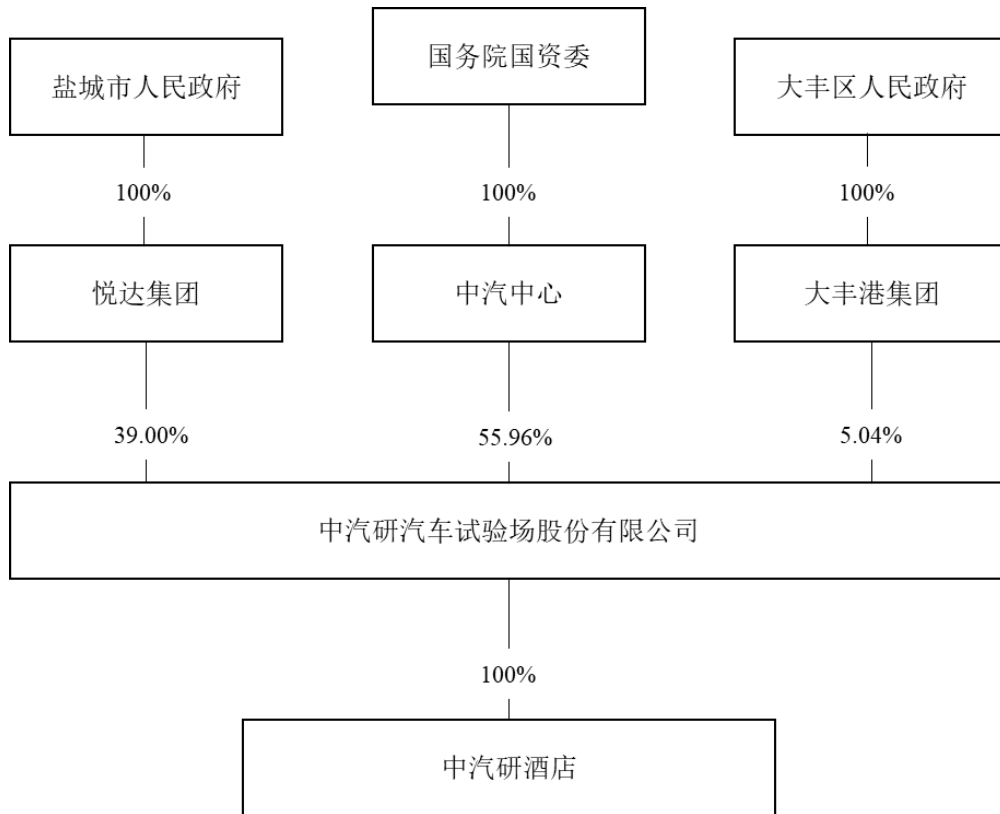 盐城市人民政府
国务院国资委
大丰区人民政府
100%
100%
100%
悦达集团
中汽中心
大丰港集团
39.00%
55.96%
5.04%
中汽研汽车试验场股份有限公司
100%
中汽研酒店